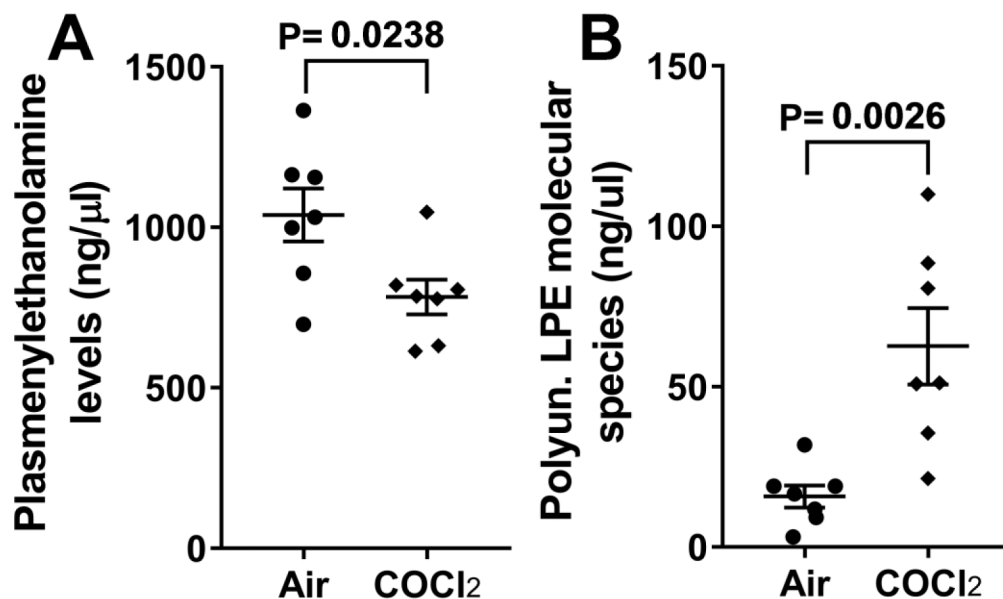 A
P= 0.0238
Plasmenylethanolamine
levels (ng/μl)
1500
1000
500
0
Air
COCl2
B
P= 0.0026
Polyun. LPE molecular
species (ng/ul)
150
100
50
0
Air
COCl2